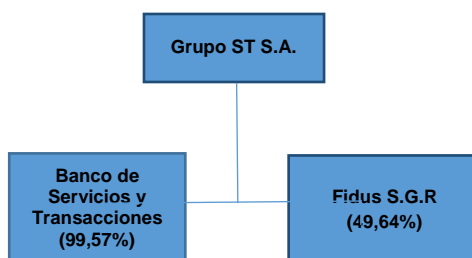 Grupo ST S.A.
Banco de
Servicios y
Transacciones
(99,57%)
Fidus S.G.R
(49,64%)